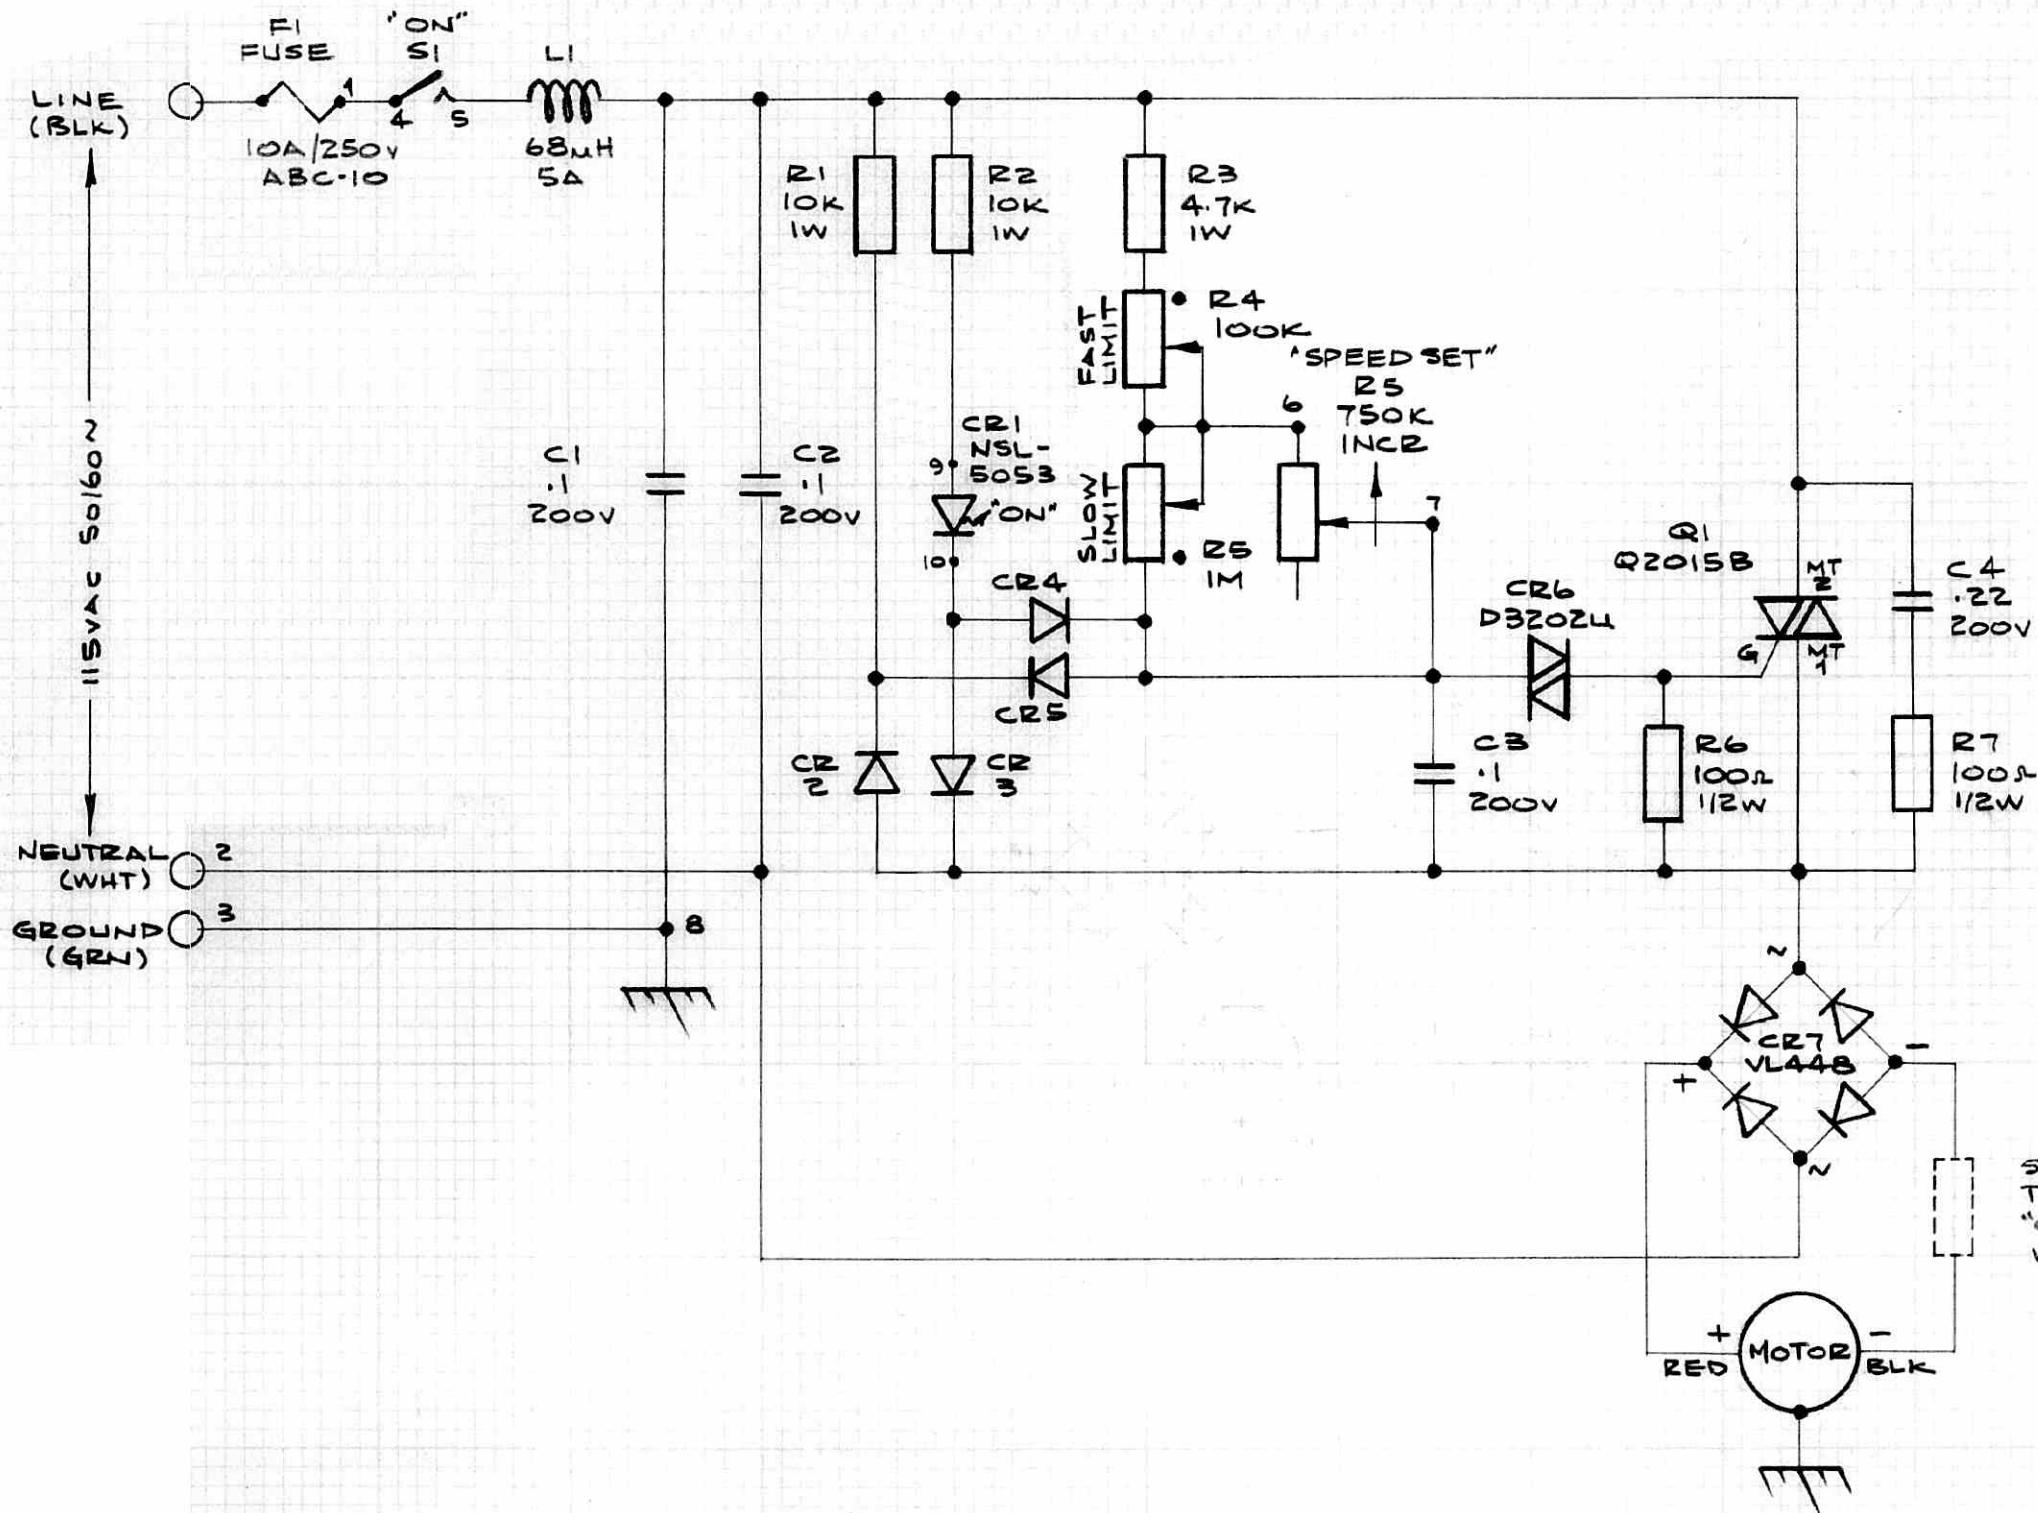 F1
FUSE
1
10A/250V
ABC-10
"ON"
S1
4
5
L1
68µH
5A
LINE
(BLK)
115VAC 50/60~
NEUTRAL
(WHT)
2
GROUND
(GRN)
3
8
C1
.1
200V
C2
.1
200V
R1
10K
1W
R2
10K
1W
R3
4.7K
1W
FAST
LIMIT
R4
100K
"SPEED SET"
R5
750K
INCR
6
7
CR1
NSL-
5053
9
"ON"
10
SLOW
LIMIT
R5
1M
CR4
CR5
CR
2
CR
3
CR6
D3202U
C3
.1
200V
R6
100Ω
1/2W
Q1
Q2015B
MT
2
G
MT
1
C4
.22
200V
R7
100Ω
1/2W
~
CR7
VL448
+
-
~
+
RED
MOTOR
-
BLK